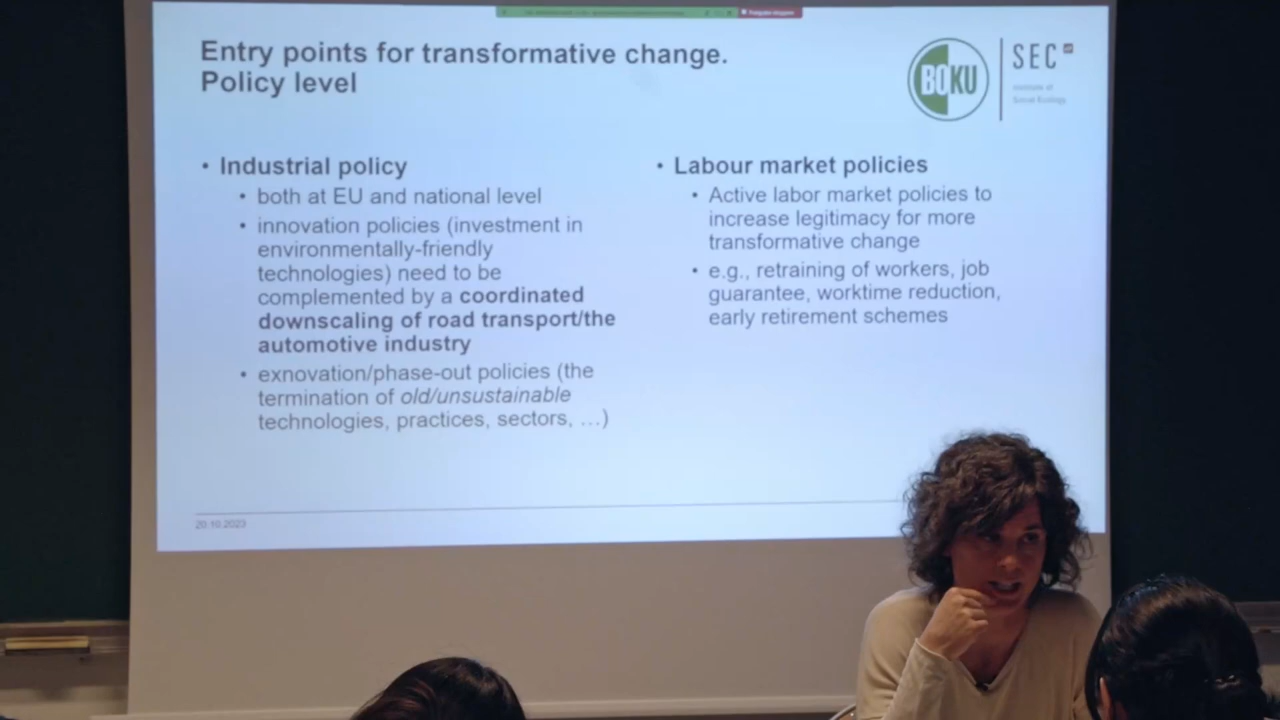 Entry points for transformative change.
Policy level
BOKU
SEC
Institute of
Social Ecology
• Industrial policy
• both at EU and national level
• innovation policies (investment in
environmentally-friendly
technologies) need to be
complemented by a coordinated
downscaling of road transport/the
automotive industry
• exnovation/phase-out policies (the
termination of old/unsustainable
technologies, practices, sectors, …)
• Labour market policies
• Active labor market policies to
increase legitimacy for more
transformative change
• e.g., retraining of workers, job
guarantee, worktime reduction,
early retirement schemes
20.10.2023